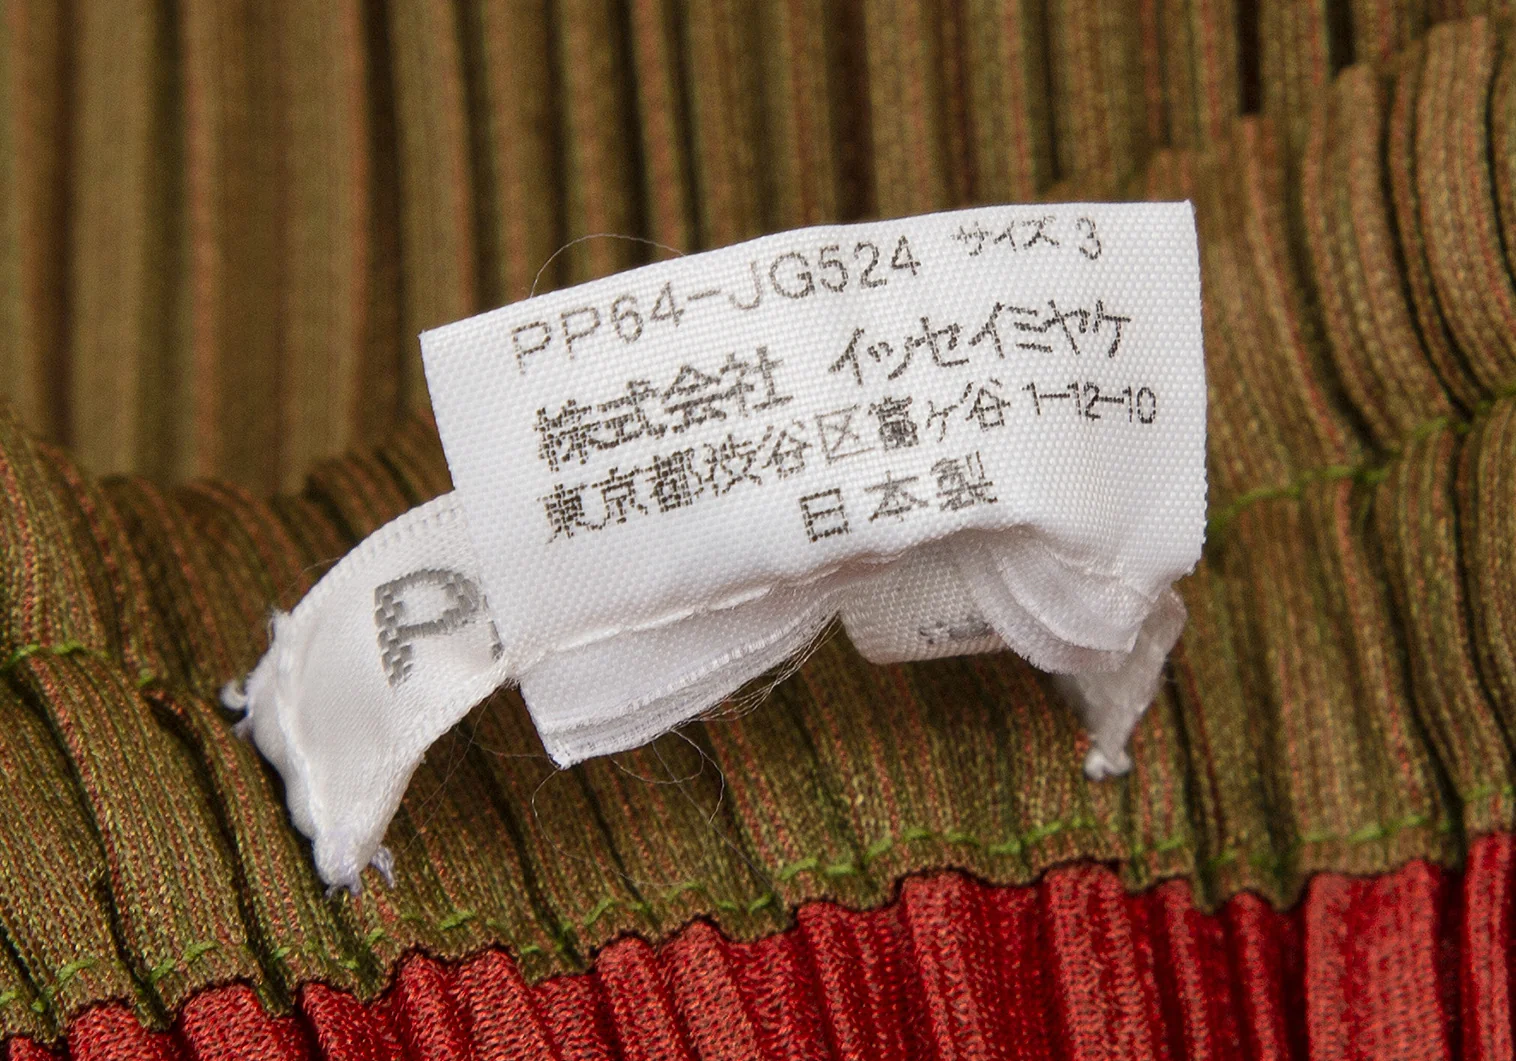 PP64-JG524 サイズ 3
株式会社 イッセイミヤケ
東京都渋谷区富ヶ谷 1-12-10
日本製
P